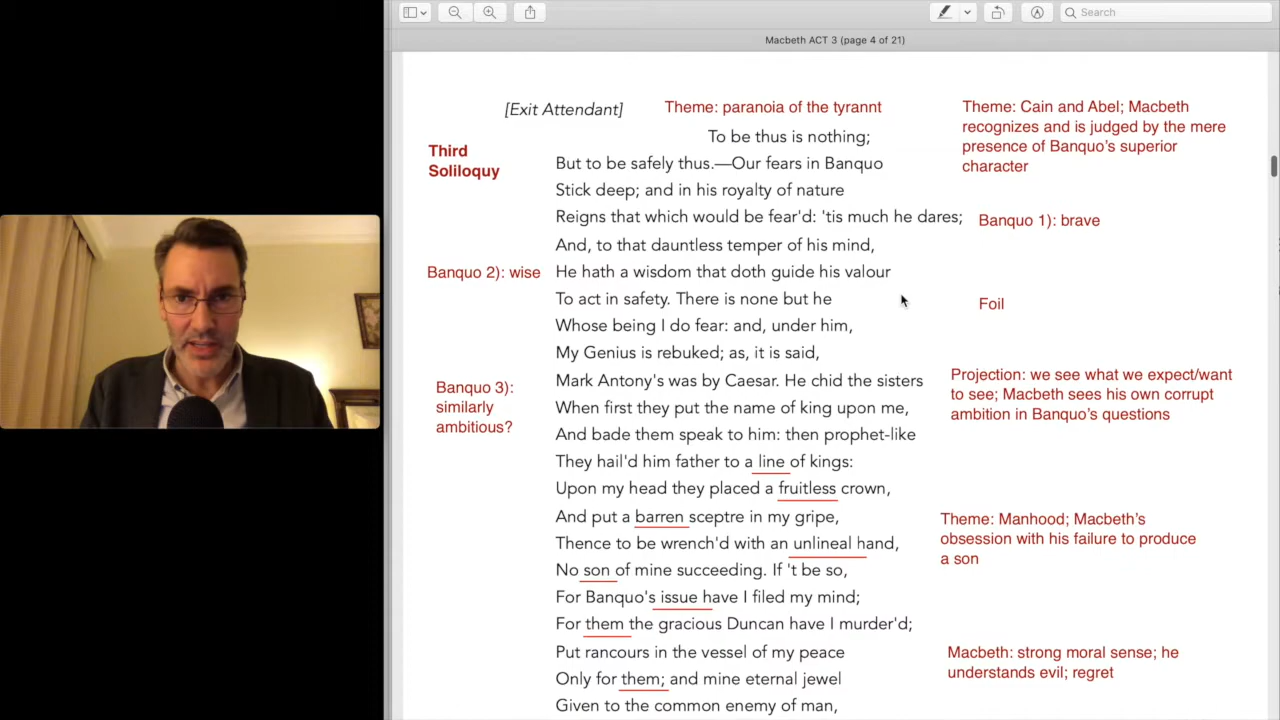 Search
Macbeth ACT 3 (page 4 of 21)
[Exit Attendant]
Theme: paranoia of the tyrannt
Theme: Cain and Abel; Macbeth
recognizes and is judged by the mere
presence of Banquo's superior
character
To be thus is nothing;
Third
Soliloquy
But to be safely thus.—Our fears in Banquo
Stick deep; and in his royalty of nature
Reigns that which would be fear'd: 'tis much he dares;
Banquo 1): brave
And, to that dauntless temper of his mind,
Banquo 2): wise
He hath a wisdom that doth guide his valour
To act in safety. There is none but he
Foil
Whose being I do fear: and, under him,
My Genius is rebuked; as, it is said,
Mark Antony's was by Caesar. He chid the sisters
Projection: we see what we expect/want
to see; Macbeth sees his own corrupt
ambition in Banquo's questions
Banquo 3):
similarly
ambitious?
When first they put the name of king upon me,
And bade them speak to him: then prophet-like
They hail'd him father to a line of kings:
Upon my head they placed a fruitless crown,
And put a barren sceptre in my gripe,
Theme: Manhood; Macbeth's
obsession with his failure to produce
a son
Thence to be wrench'd with an unlineal hand,
No son of mine succeeding. If 't be so,
For Banquo's issue have I filed my mind;
For them the gracious Duncan have I murder'd;
Put rancours in the vessel of my peace
Macbeth: strong moral sense; he
understands evil; regret
Only for them; and mine eternal jewel
Given to the common enemy of man,